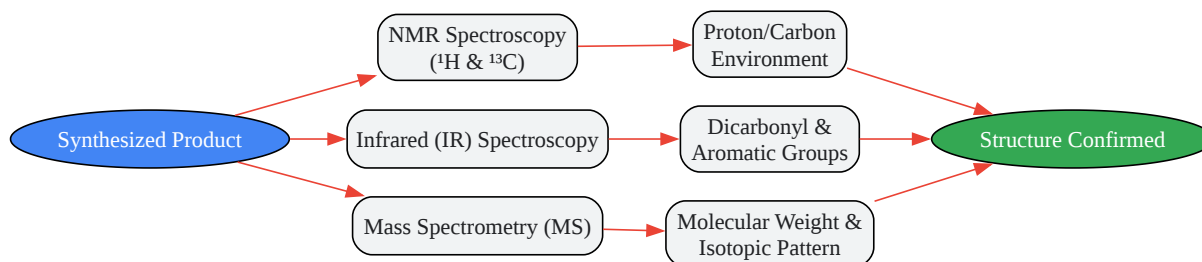 NMR Spectroscopy
(¹H & ¹³C)
Proton/Carbon
Environment
Synthesized Product
Infrared (IR) Spectroscopy
Dicarbonyl &
Aromatic Groups
Structure Confirmed
Mass Spectrometry (MS)
Molecular Weight &
Isotopic Pattern